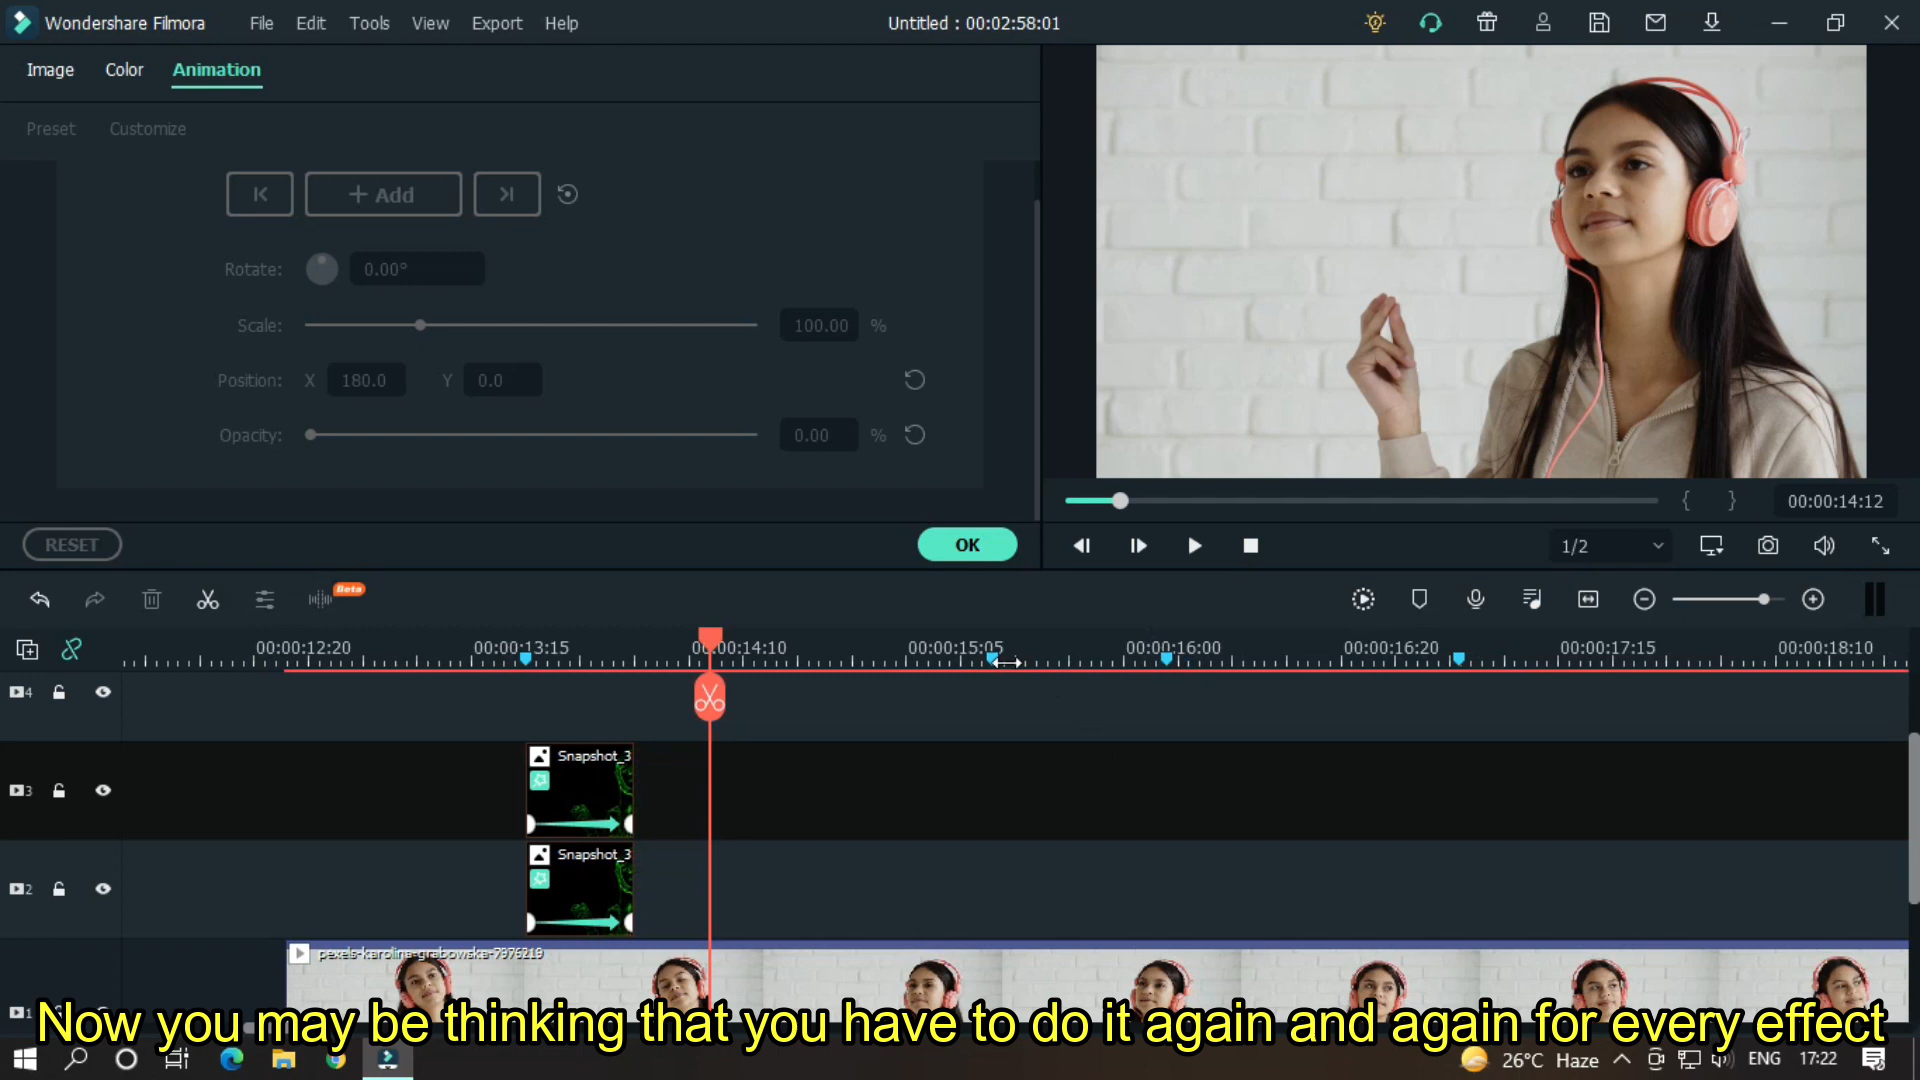 Wondershare Filmora
File Edit Tools View Export Help
Untitled : 00:02:58:01
Image Color Animation
Preset Customize
+ Add
Rotate: 0.00°
Scale: 100.00 %
Position: X 180.0 Y 0.0
Opacity: 0.00 %
RESET
OK
{ } 00:00:14:12
1/2
Beta
00:00:12:20 00:00:13:15 00:00:14:10 00:00:15:05 00:00:16:00 00:00:16:20 00:00:17:15 00:00:18:10
4
3
Snapshot_3
2
Snapshot_3
pexels-karolina-grabowska-7976219
1
Now you may be thinking that you have to do it again and again for every effect
26°C Haze
ENG
17:22